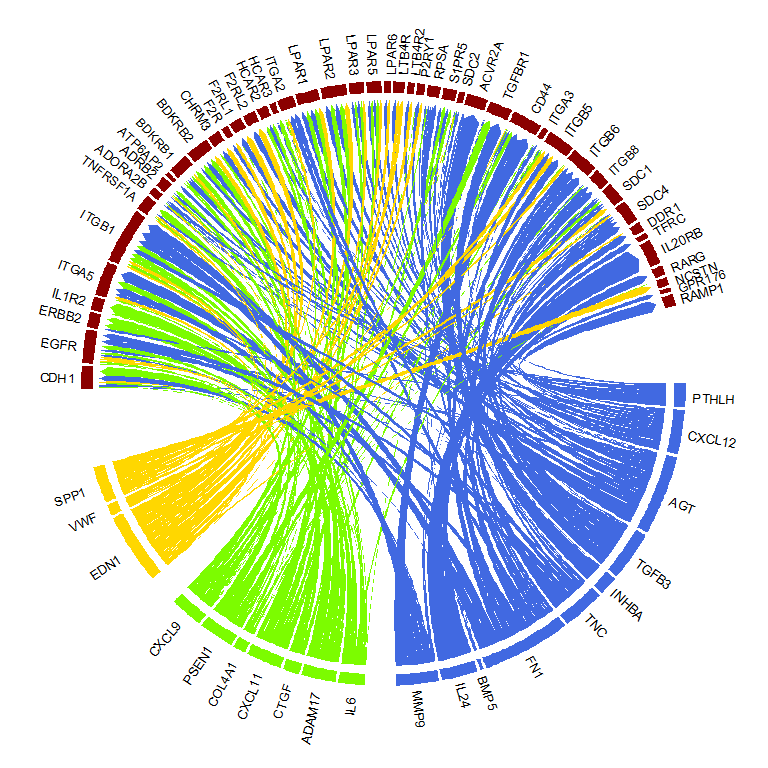 CDH1
EGFR
ERBB2
IL1R2
ITGA5
ITGB1
TNFRSF1A
ADORA2B
ADRB2
ATP6AP2
BDKRB1
BDKRB2
CHRM3
F2R
F2RL1
F2RL2
HCAR2
HCAR3
ITGA2
LPAR1
LPAR2
LPAR3
LPAR5
LPAR6
LTB4R
LTB4R2
P2RY1
RPSA
S1PR5
SDC2
ACVR2A
TGFBR1
CD44
ITGA3
ITGB5
ITGB6
ITGB8
SDC1
SDC4
DDR1
TFRC
IL20RB
RARG
NCSTN
GPR176
RAMP1
PTHLH
CXCL12
AGT
TGFB3
INHBA
TNC
FN1
BMP5
IL24
MMP9
IL6
ADAM17
CTGF
CXCL11
COL4A1
PSEN1
CXCL9
EDN1
VWF
SPP1